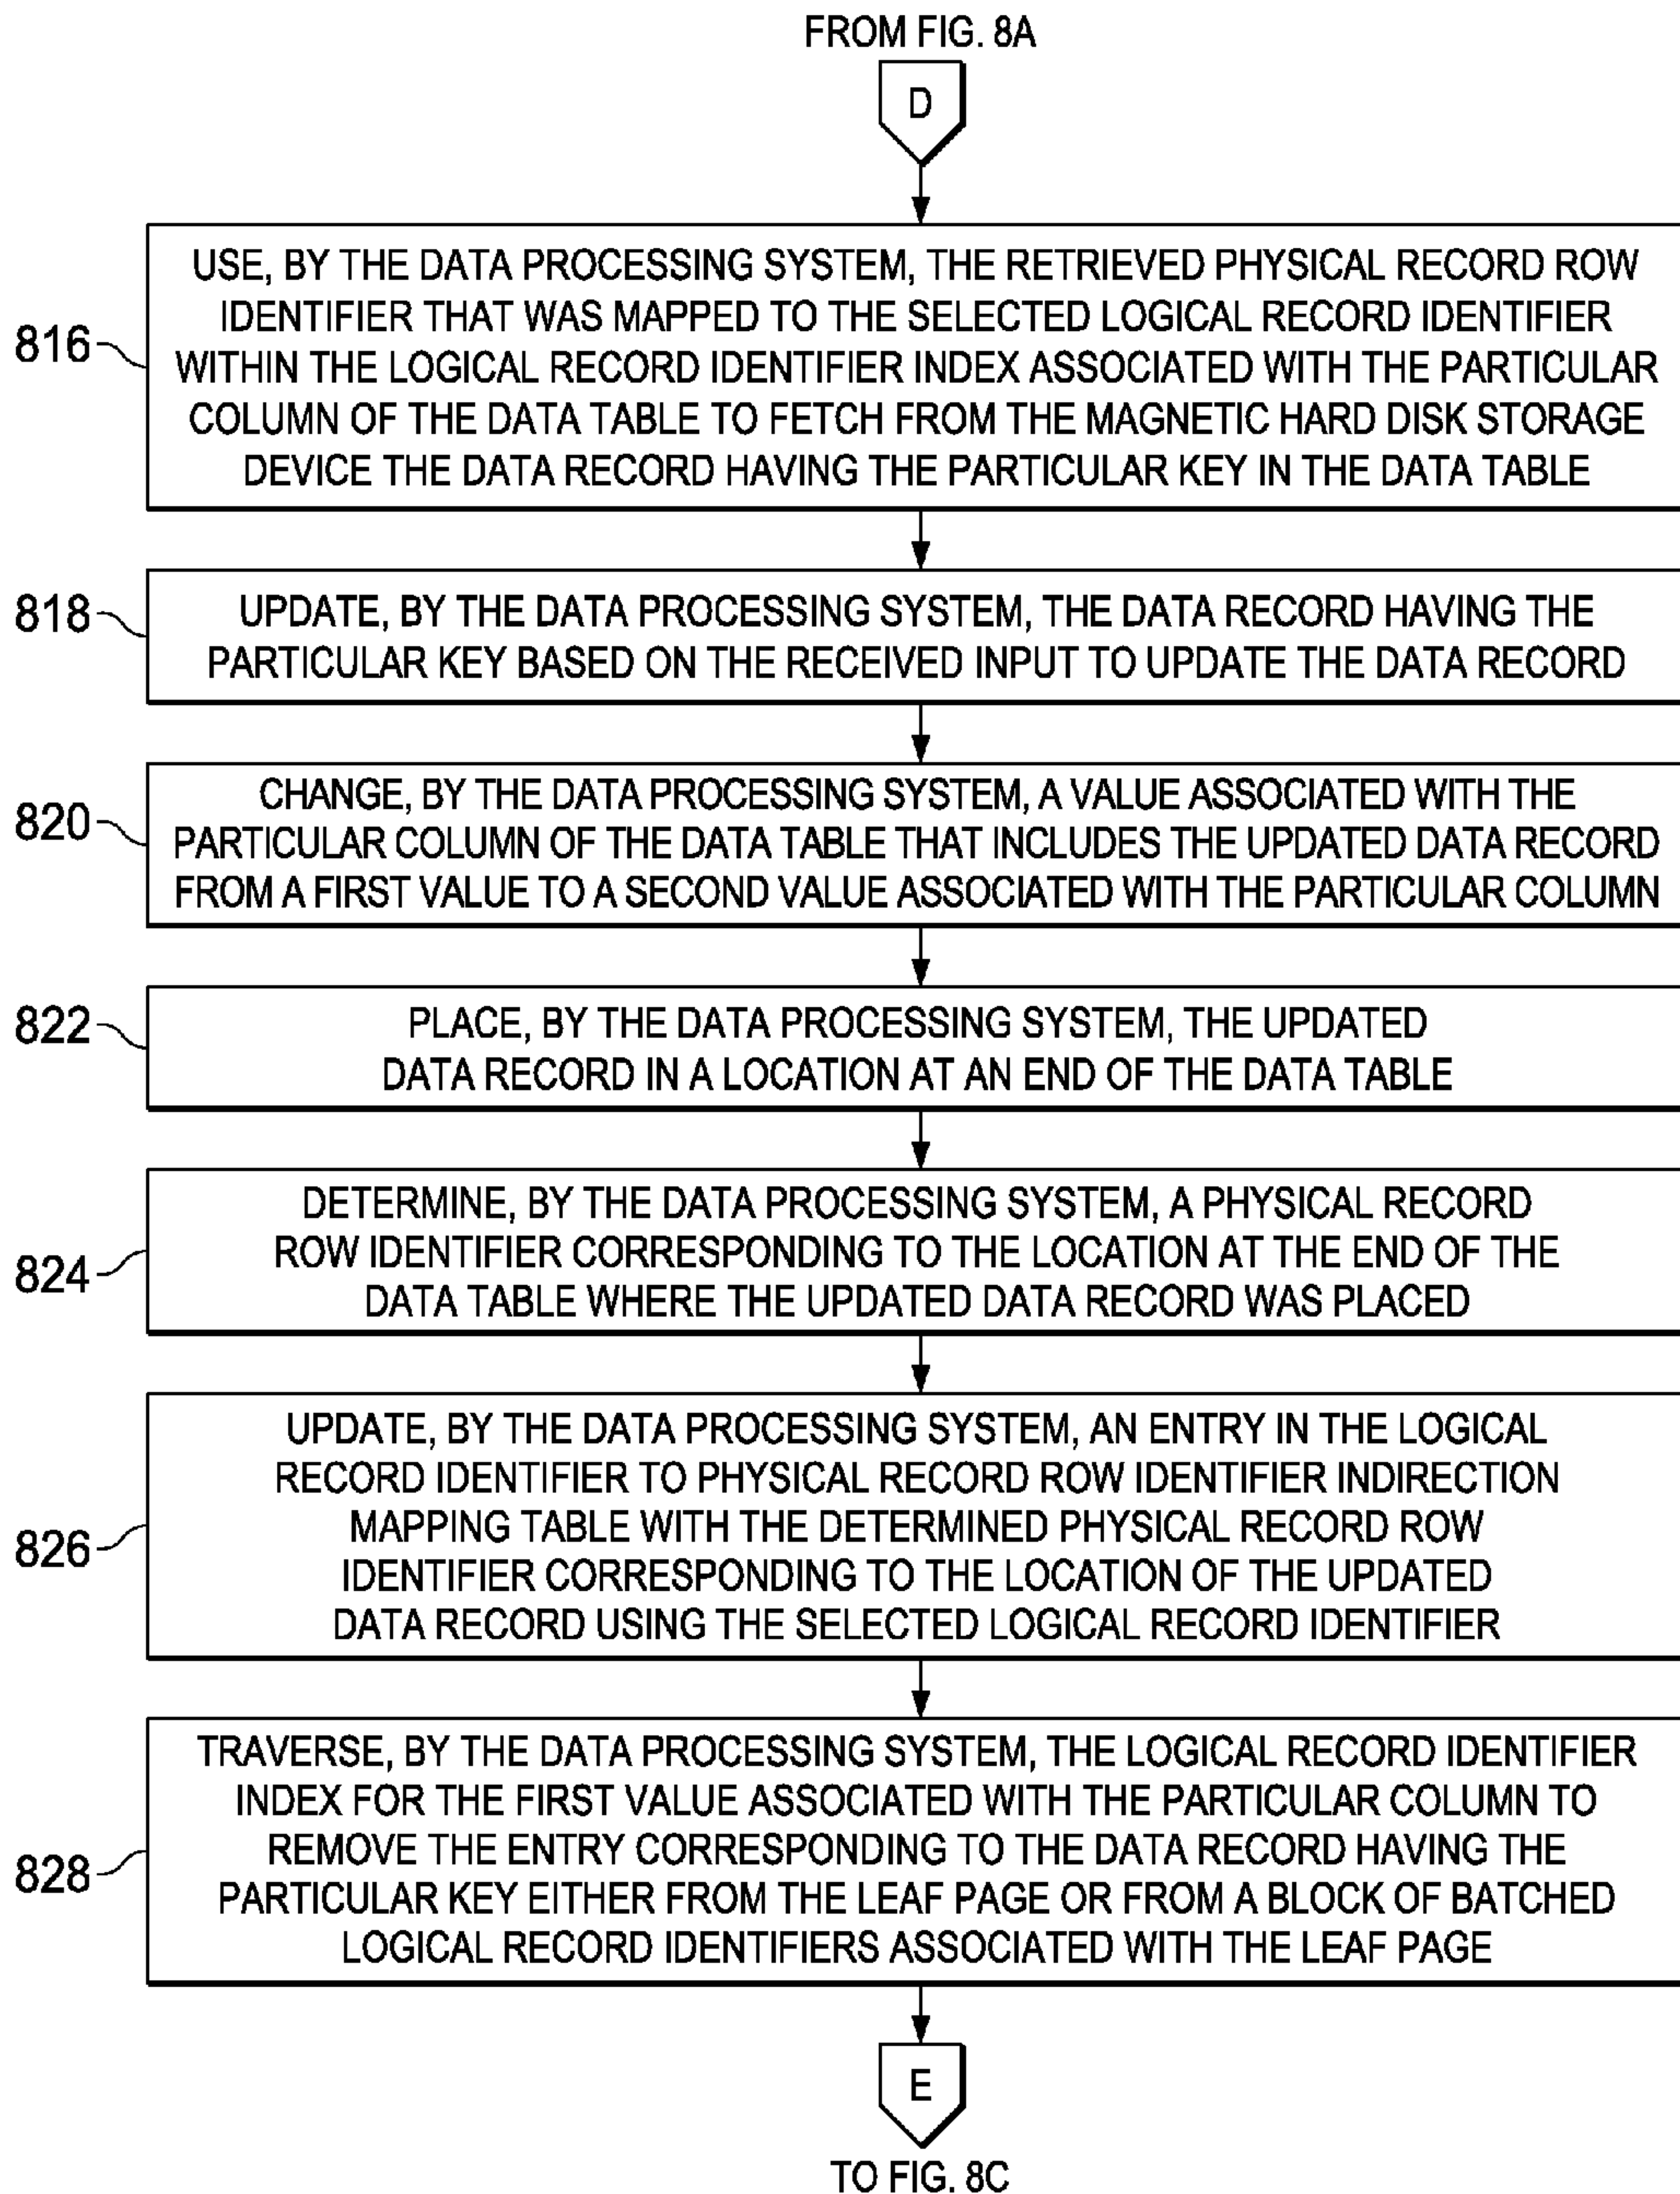 FROM FIG. 8A
D
816
USE, BY THE DATA PROCESSING SYSTEM, THE RETRIEVED PHYSICAL RECORD ROW
IDENTIFIER THAT WAS MAPPED TO THE SELECTED LOGICAL RECORD IDENTIFIER
WITHIN THE LOGICAL RECORD IDENTIFIER INDEX ASSOCIATED WITH THE PARTICULAR
COLUMN OF THE DATA TABLE TO FETCH FROM THE MAGNETIC HARD DISK STORAGE
DEVICE THE DATA RECORD HAVING THE PARTICULAR KEY IN THE DATA TABLE
818
UPDATE, BY THE DATA PROCESSING SYSTEM, THE DATA RECORD HAVING THE
PARTICULAR KEY BASED ON THE RECEIVED INPUT TO UPDATE THE DATA RECORD
820
CHANGE, BY THE DATA PROCESSING SYSTEM, A VALUE ASSOCIATED WITH THE
PARTICULAR COLUMN OF THE DATA TABLE THAT INCLUDES THE UPDATED DATA RECORD
FROM A FIRST VALUE TO A SECOND VALUE ASSOCIATED WITH THE PARTICULAR COLUMN
822
PLACE, BY THE DATA PROCESSING SYSTEM, THE UPDATED
DATA RECORD IN A LOCATION AT AN END OF THE DATA TABLE
824
DETERMINE, BY THE DATA PROCESSING SYSTEM, A PHYSICAL RECORD
ROW IDENTIFIER CORRESPONDING TO THE LOCATION AT THE END OF THE
DATA TABLE WHERE THE UPDATED DATA RECORD WAS PLACED
826
UPDATE, BY THE DATA PROCESSING SYSTEM, AN ENTRY IN THE LOGICAL
RECORD IDENTIFIER TO PHYSICAL RECORD ROW IDENTIFIER INDIRECTION
MAPPING TABLE WITH THE DETERMINED PHYSICAL RECORD ROW
IDENTIFIER CORRESPONDING TO THE LOCATION OF THE UPDATED
DATA RECORD USING THE SELECTED LOGICAL RECORD IDENTIFIER
828
TRAVERSE, BY THE DATA PROCESSING SYSTEM, THE LOGICAL RECORD IDENTIFIER
INDEX FOR THE FIRST VALUE ASSOCIATED WITH THE PARTICULAR COLUMN TO
REMOVE THE ENTRY CORRESPONDING TO THE DATA RECORD HAVING THE
PARTICULAR KEY EITHER FROM THE LEAF PAGE OR FROM A BLOCK OF BATCHED
LOGICAL RECORD IDENTIFIERS ASSOCIATED WITH THE LEAF PAGE
E
TO FIG. 8C